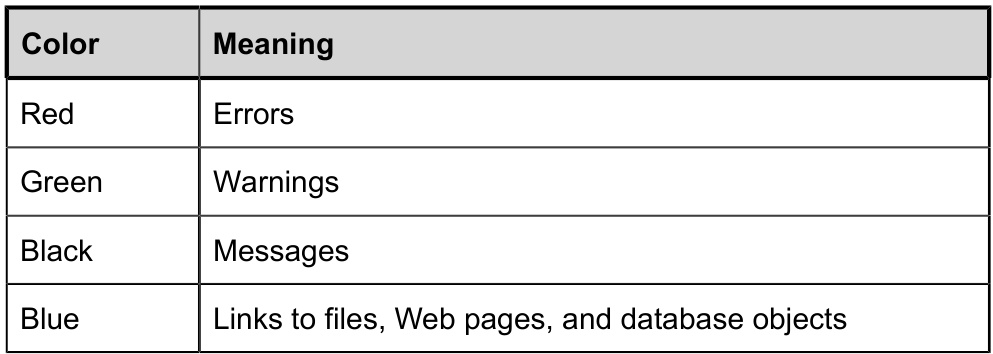 Color Meaning
Red Errors
Green Warnings
Black Messages
Blue Links to files, Web pages, and database objects